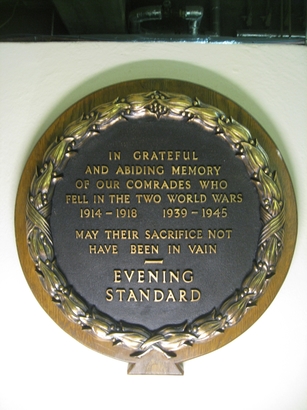 IN GRATEFUL
AND ABIDING MEMORY
OF OUR COMRADES WHO
FELL IN THE TWO WORLD WARS
1914 – 1918 1939 – 1945
MAY THEIR SACRIFICE NOT
HAVE BEEN IN VAIN
EVENING
STANDARD